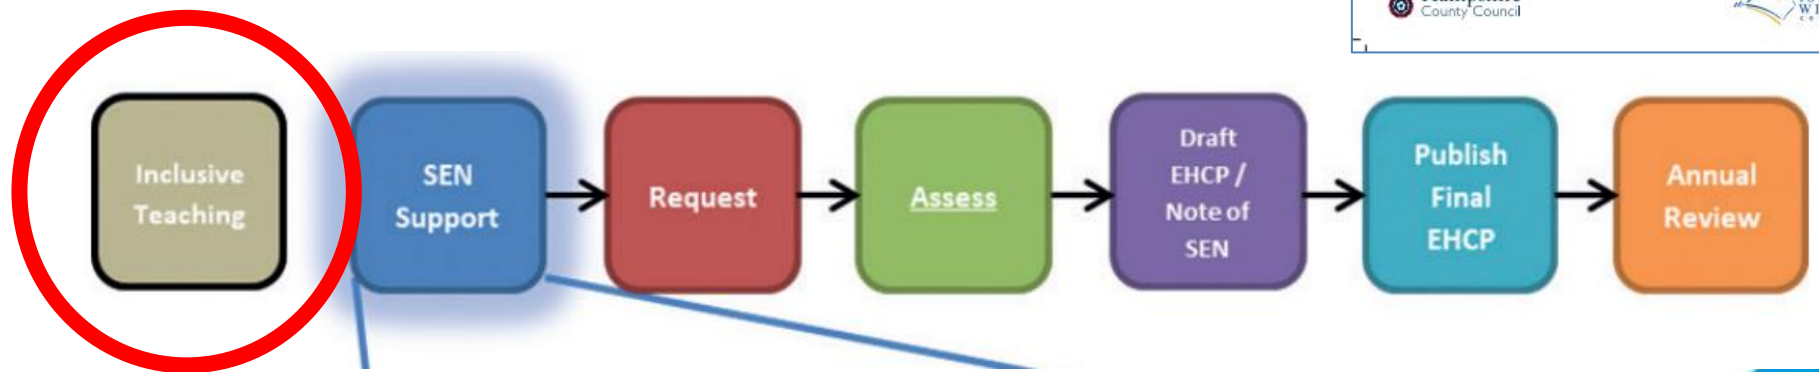 County Council
Inclusive
Teaching
SEN
Support
Request
Assess
Draft
EHCP /
Note of
SEN
Publish
Final
EHCP
Annual
Review